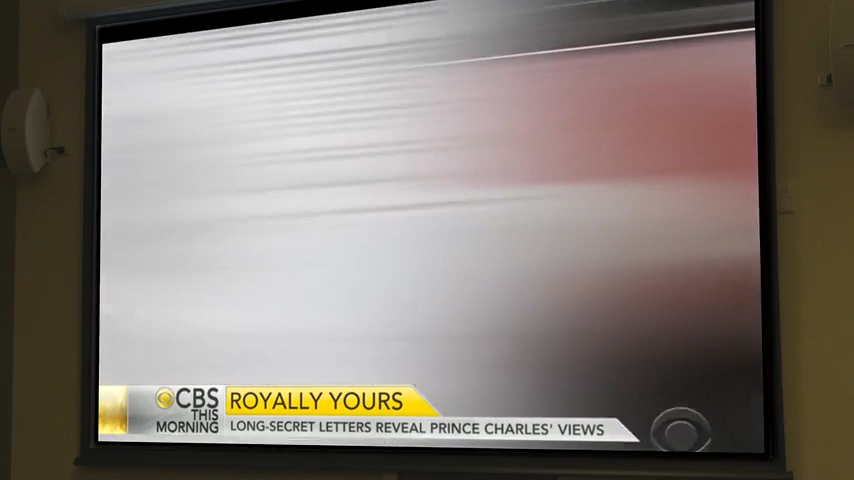 CBS
THIS
MORNING
ROYALLY YOURS
LONG-SECRET LETTERS REVEAL PRINCE CHARLES' VIEWS